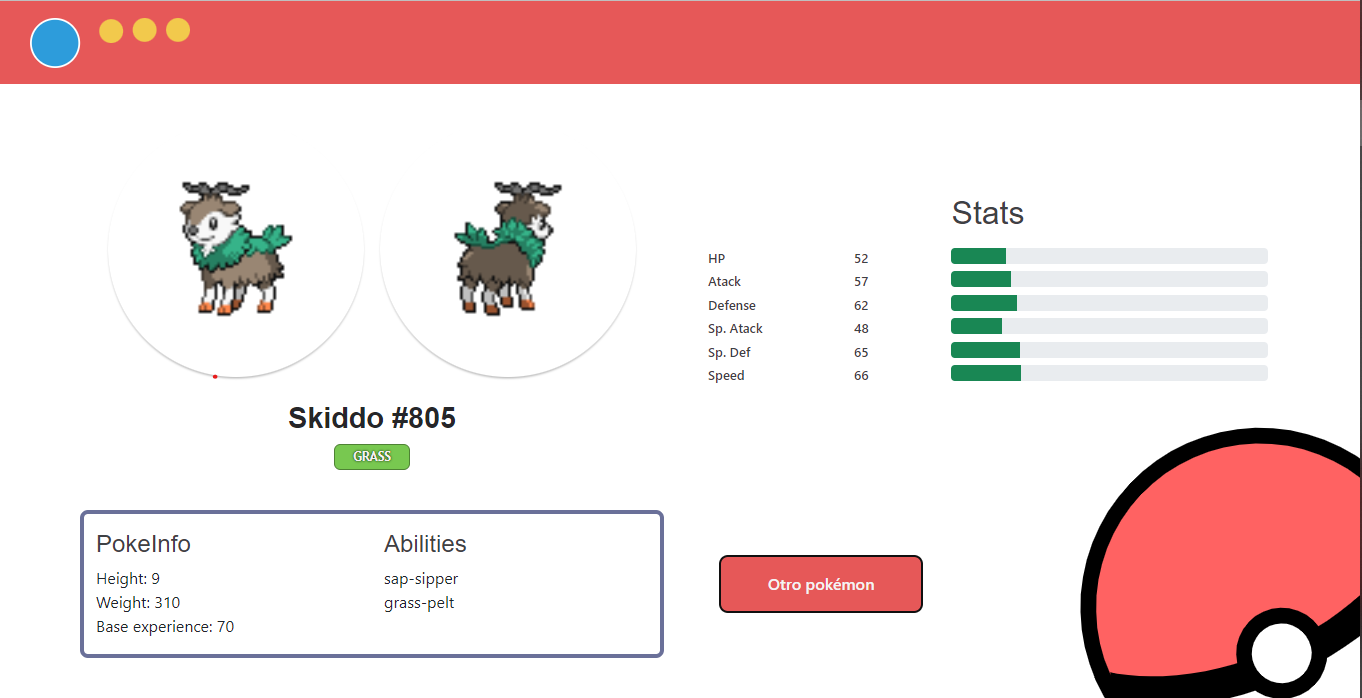 Stats
HP 52
Atack 57
Defense 62
Sp. Atack 48
Sp. Def 65
Speed 66
Skiddo #805
GRASS
PokeInfo
Height: 9
Weight: 310
Base experience: 70
Abilities
sap-sipper
grass-pelt
Otro pokémon